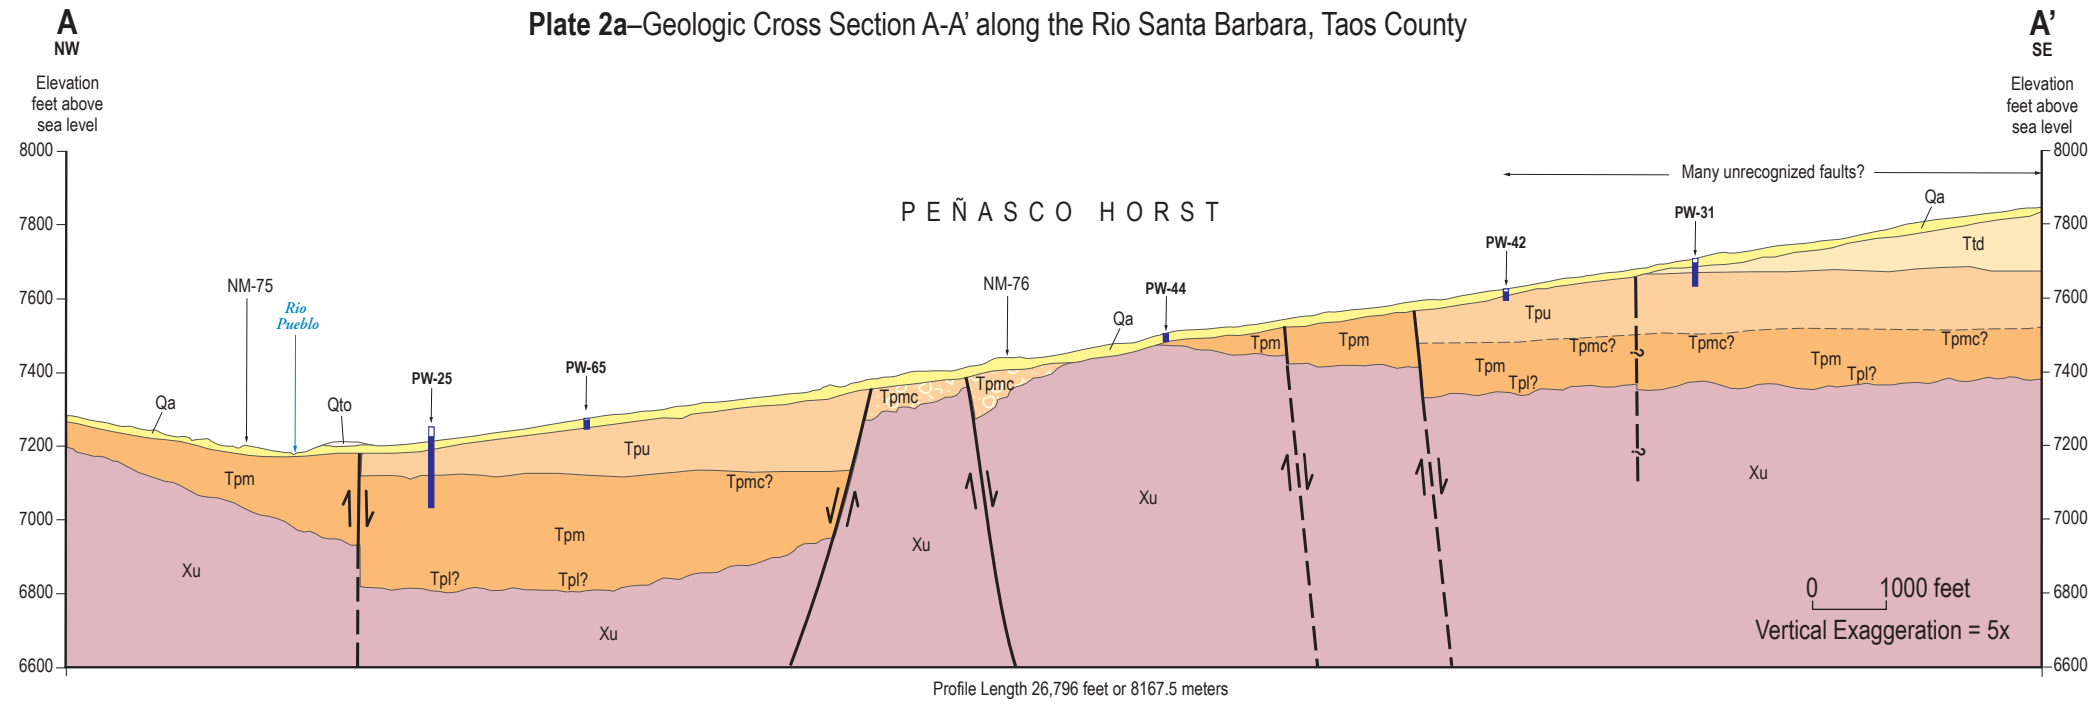 A
NW
Plate 2a–Geologic Cross Section A-A’ along the Rio Santa Barbara, Taos County
A’
SE
Elevation
feet above
sea level
Elevation
feet above
sea level
8000
8000
Many unrecognized faults?
Qa
PEÑASCO HORST
PW-31
7800
7800
PW-42
Ttd
NM-75
NM-76
PW-44
7600
7600
Rio
Pueblo
Qa
Tpu
Tpm
Tpm
Tpmc?
Tpmc?
Tpmc?
?
7400
7400
PW-25
PW-65
Tpm
Tpl?
Tpm
Tpl?
Tpmc
Tpmc
Qa
Qto
7200
7200
Tpu
?
Tpm
Tpmc?
Xu
Xu
7000
7000
Tpm
Xu
Xu
Tpl?
Tpl?
0
1000 feet
6800
6800
Xu
Vertical Exaggeration = 5x
6600
6600
Profile Length 26,796 feet or 8167.5 meters